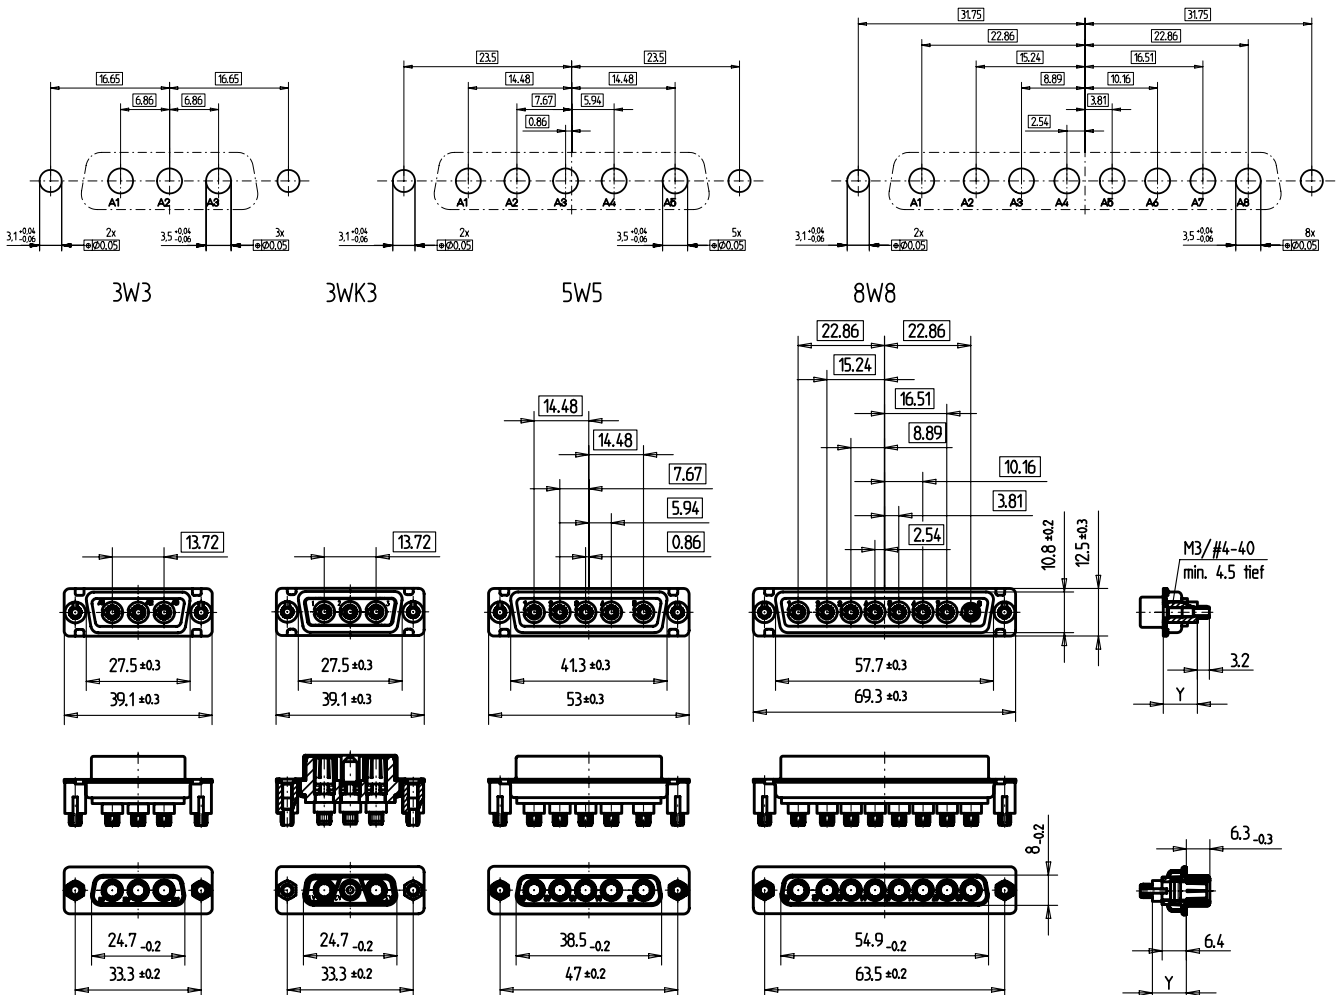 31.75 31.75
22.86 22.86
23.5 23.5 15.24 16.51
16.65 16.65 14.48 14.48 8.89 10.16
6.86 6.86 7.67 5.94 3.81
0.86 2.54
A1 A2 A3 A1 A2 A3 A4 A5 A1 A2 A3 A4 A5 A6 A7 A8
3,1 +0.04 -0.06 2x ⌖Ø0.05 3,5 +0.04 -0.06 3x ⌖Ø0.05
3,1 +0.04 -0.06 2x ⌖Ø0.05 3,5 +0.04 -0.06 5x ⌖Ø0.05
3,1 +0.04 -0.06 2x ⌖Ø0.05 3,5 +0.04 -0.06 8x ⌖Ø0.05
3W3 3WK3 5W5 8W8
22.86 22.86
15.24
14.48 16.51
14.48 8.89
7.67 10.16
5.94 3.81
13.72 13.72 0.86 2.54
10.8 ±0.2
12.5 ±0.3
M3/#4-40
min. 4.5 tief
27.5 ±0.3 27.5 ±0.3 41.3 ±0.3 57.7 ±0.3 3.2
39.1 ±0.3 39.1 ±0.3 53 ±0.3 69.3 ±0.3 Y
8 -0.2
6.3 -0.3
24.7 -0.2 24.7 -0.2 38.5 -0.2 54.9 -0.2 6.4
33.3 ±0.2 33.3 ±0.2 47 ±0.2 63.5 ±0.2 Y